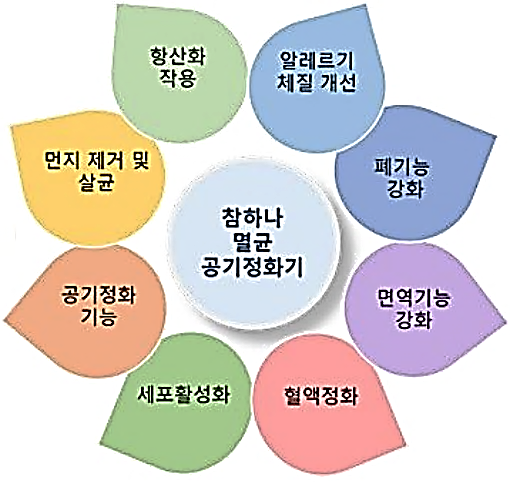 항산화
작용
알레르기
체질 개선
먼지 제거 및
살균
폐기능
강화
참하나
멸균
공기정화기
공기정화
기능
면역기능
강화
세포활성화
혈액정화